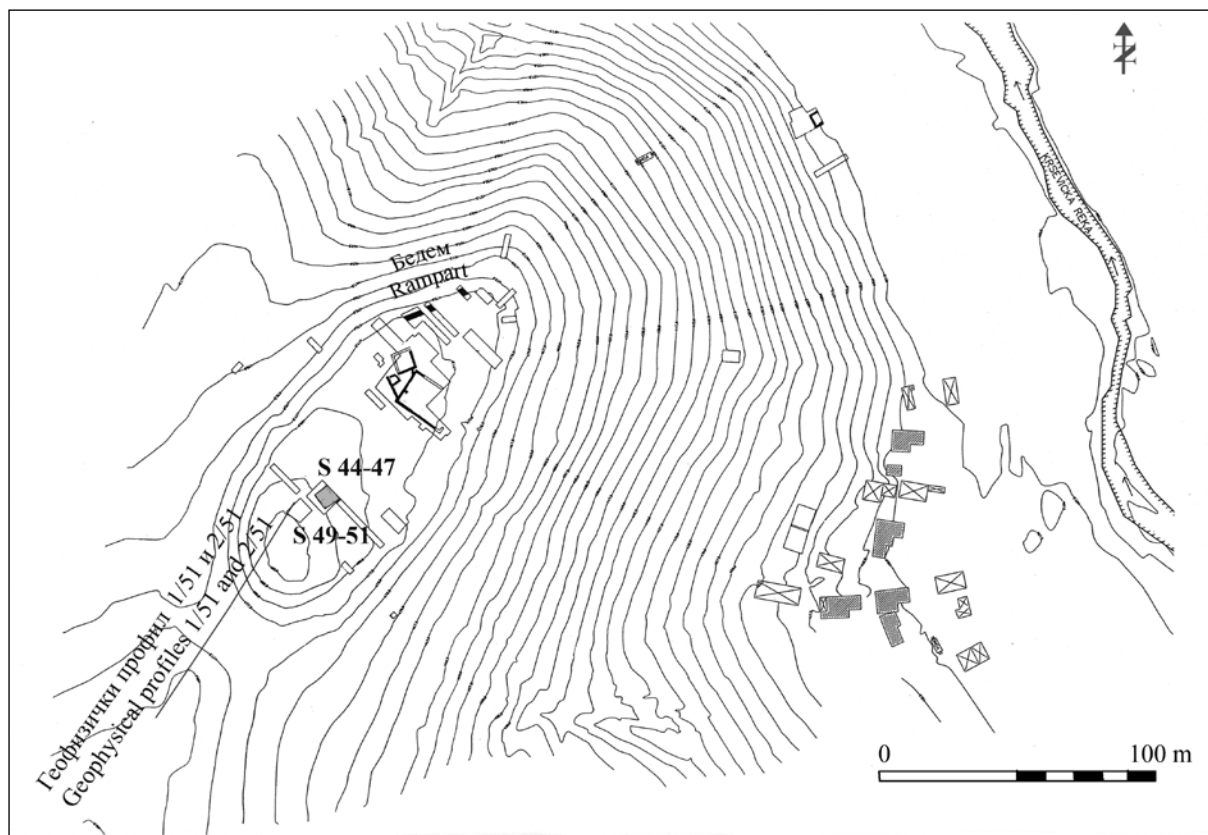 N
KRŠEVIČKA REKA
Бедем
Rampart
S 44-47
S 49-51
Геофизички профил 1/51 и 2/51
Geophysical profiles 1/51 and 2/51
0 100 m